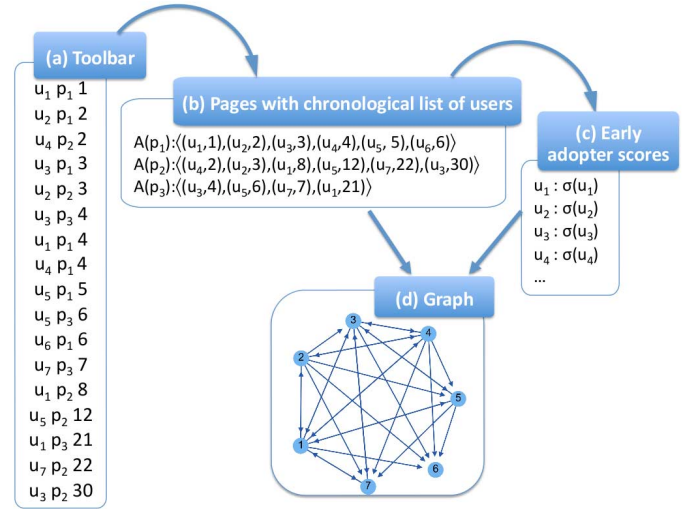 (a) Toolbar
u₁ p₁ 1
u₂ p₁ 2
u₄ p₂ 2
u₃ p₁ 3
u₂ p₂ 3
u₃ p₃ 4
u₁ p₁ 4
u₄ p₁ 4
u₅ p₁ 5
u₅ p₃ 6
u₆ p₁ 6
u₇ p₃ 7
u₁ p₂ 8
u₅ p₂ 12
u₁ p₃ 21
u₇ p₂ 22
u₃ p₂ 30
(b) Pages with chronological list of users
A(p₁):⟨(u₁,1),(u₂,2),(u₃,3),(u₄,4),(u₅, 5),(u₆,6)⟩
A(p₂):⟨(u₄,2),(u₂,3),(u₁,8),(u₅,12),(u₇,22),(u₃,30)⟩
A(p₃):⟨(u₃,4),(u₅,6),(u₇,7),(u₁,21)⟩
(c) Early
adopter scores
u₁ : σ(u₁)
u₂ : σ(u₂)
u₃ : σ(u₃)
u₄ : σ(u₄)
...
(d) Graph
3
4
2
5
1
6
7